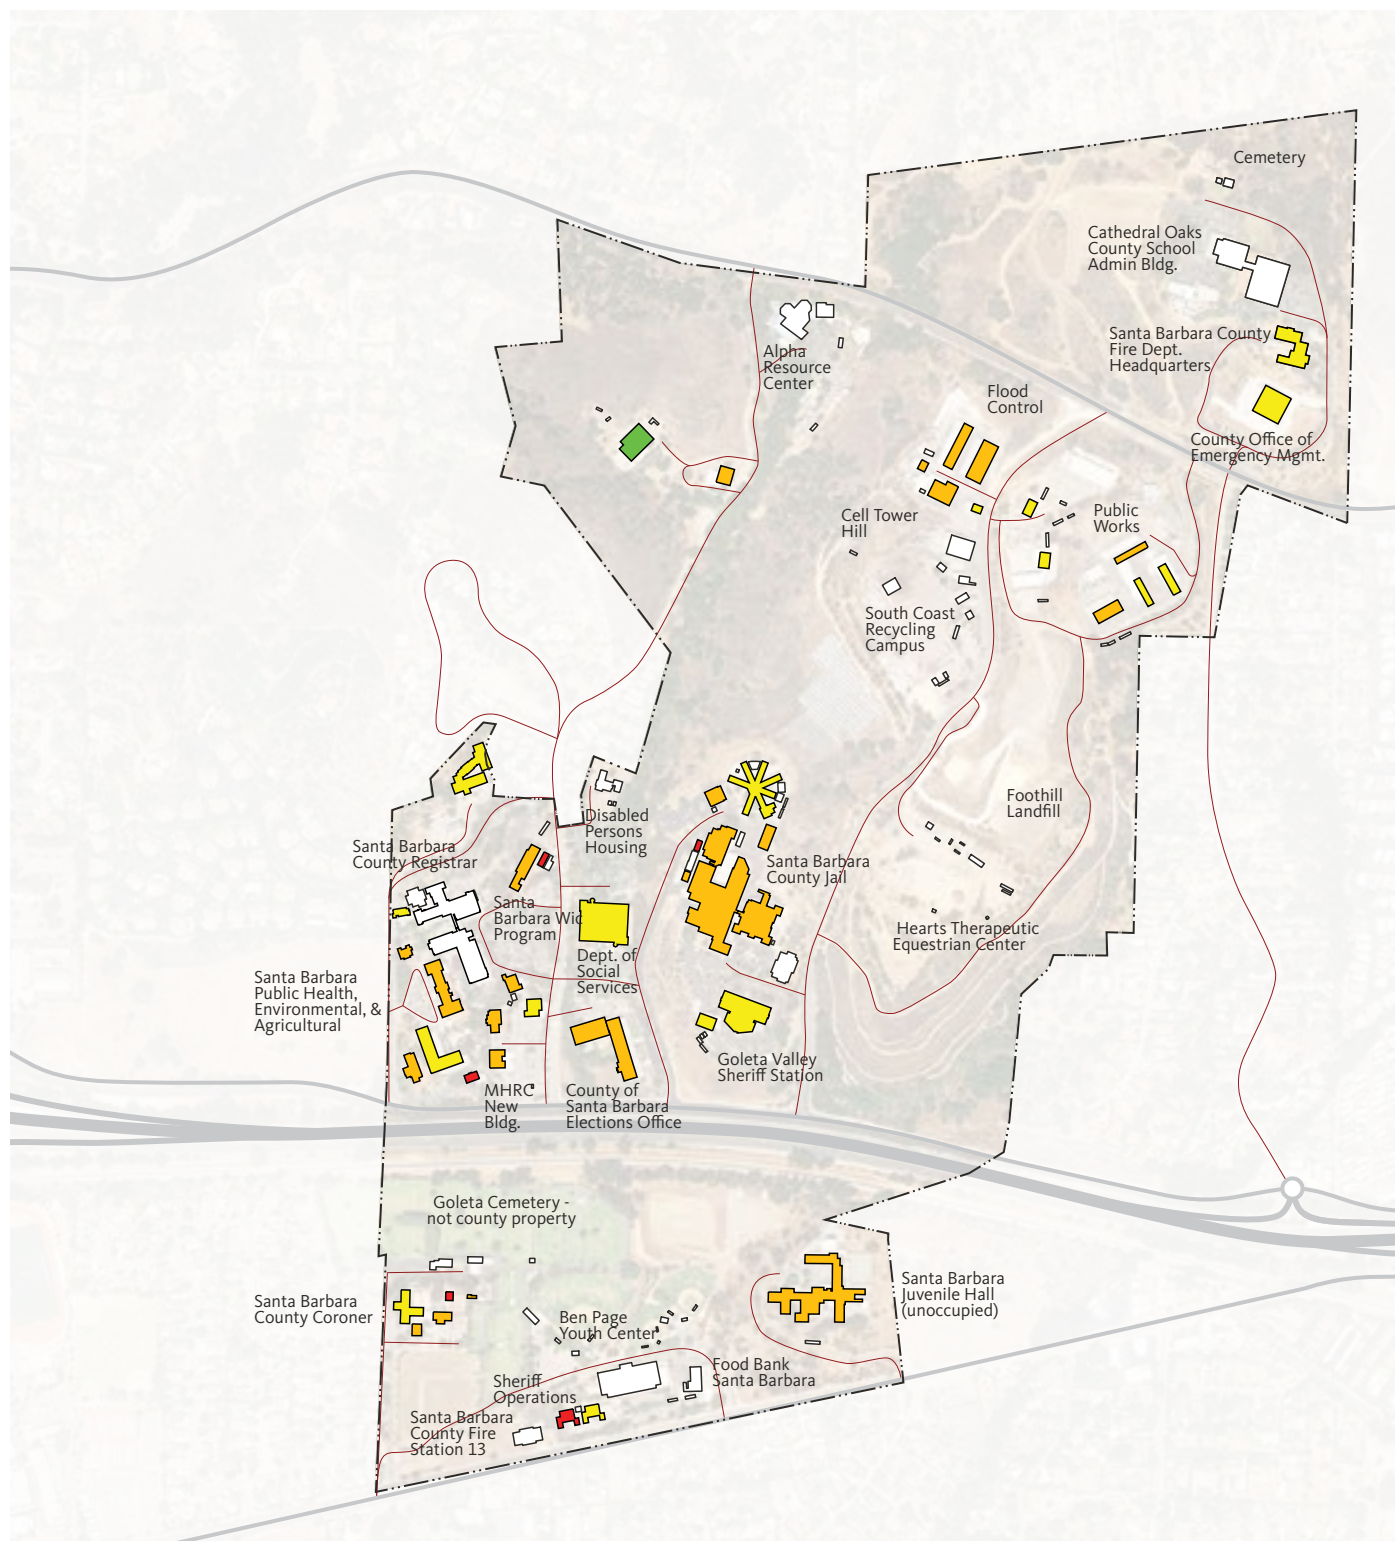 Cemetery
Cathedral Oaks
County School
Admin Bldg.
Santa Barbara County
Fire Dept.
Headquarters
Alpha
Resource
Center
Flood
Control
County Office of
Emergency Mgmt.
Cell Tower
Hill
Public
Works
South Coast
Recycling
Campus
Foothill
Landfill
Disabled
Persons
Housing
Santa Barbara
County Registrar
Santa Barbara
County Jail
Santa
Barbara Wic
Program
Hearts Therapeutic
Equestrian Center
Dept. of
Social
Services
Santa Barbara
Public Health,
Environmental, &
Agricultural
Goleta Valley
Sheriff Station
MHRC
New
Bldg.
County of
Santa Barbara
Elections Office
Goleta Cemetery -
not county property
Santa Barbara
Juvenile Hall
(unoccupied)
Santa Barbara
County Coroner
Ben Page
Youth Center
Food Bank
Santa Barbara
Sheriff
Operations
Santa Barbara
County Fire
Station 13